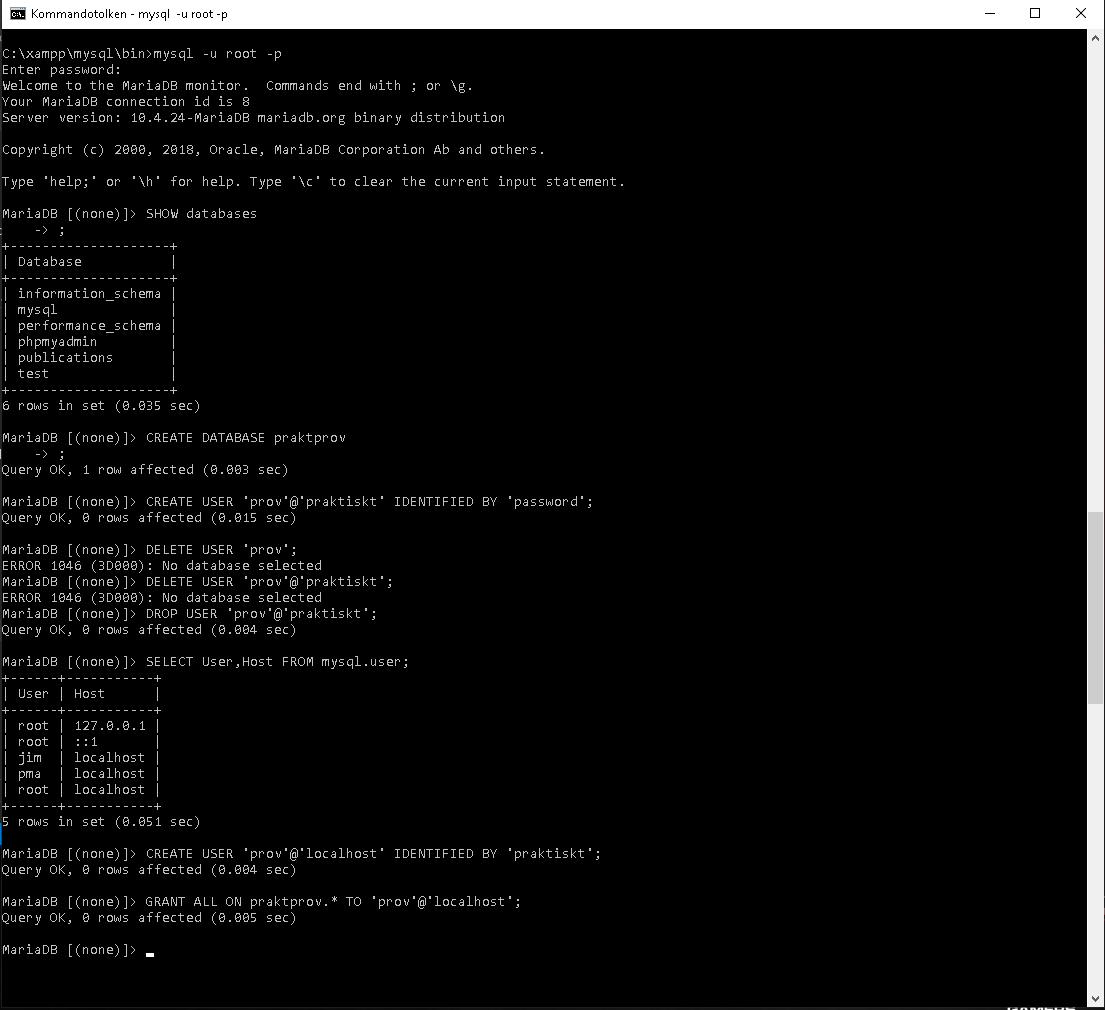 Kommandotolken - mysql  -u root -p
C:\xampp\mysql\bin>mysql -u root -p
Enter password:
Welcome to the MariaDB monitor.  Commands end with ; or \g.
Your MariaDB connection id is 8
Server version: 10.4.24-MariaDB mariadb.org binary distribution
Copyright (c) 2000, 2018, Oracle, MariaDB Corporation Ab and others.
Type 'help;' or '\h' for help. Type '\c' to clear the current input statement.
MariaDB [(none)]> SHOW databases
    -> ;
+--------------------+
| Database           |
+--------------------+
| information_schema |
| mysql              |
| performance_schema |
| phpmyadmin         |
| publications       |
| test               |
+--------------------+
6 rows in set (0.035 sec)
MariaDB [(none)]> CREATE DATABASE praktprov
    -> ;
Query OK, 1 row affected (0.003 sec)
MariaDB [(none)]> CREATE USER 'prov'@'praktiskt' IDENTIFIED BY 'password';
Query OK, 0 rows affected (0.015 sec)
MariaDB [(none)]> DELETE USER 'prov';
ERROR 1046 (3D000): No database selected
MariaDB [(none)]> DELETE USER 'prov'@'praktiskt';
ERROR 1046 (3D000): No database selected
MariaDB [(none)]> DROP USER 'prov'@'praktiskt';
Query OK, 0 rows affected (0.004 sec)
MariaDB [(none)]> SELECT User,Host FROM mysql.user;
+------+-----------+
| User | Host      |
+------+-----------+
| root | 127.0.0.1 |
| root | ::1       |
| jim  | localhost |
| pma  | localhost |
| root | localhost |
+------+-----------+
5 rows in set (0.051 sec)
MariaDB [(none)]> CREATE USER 'prov'@'localhost' IDENTIFIED BY 'praktiskt';
Query OK, 0 rows affected (0.004 sec)
MariaDB [(none)]> GRANT ALL ON praktprov.* TO 'prov'@'localhost';
Query OK, 0 rows affected (0.005 sec)
MariaDB [(none)]>